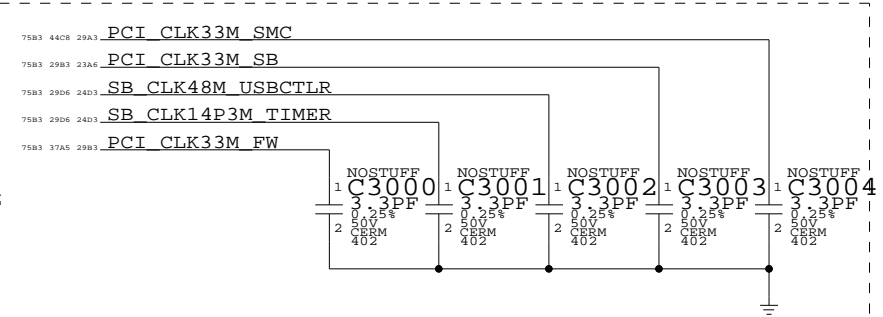 75B3 44C8 29A3 PCI_CLK33M_SMC
75B3 29B3 23A6 PCI_CLK33M_SB
75B3 29D6 24D3 SB_CLK48M_USBCTLR
75B3 29D6 24D3 SB_CLK14P3M_TIMER
75B3 37A5 29B3 PCI_CLK33M_FW
NOSTUFF NOSTUFF NOSTUFF NOSTUFF NOSTUFF
1 C3000 1 C3001 1 C3002 1 C3003 1 C3004
3.3PF 3.3PF 3.3PF 3.3PF 3.3PF
0.25% 0.25% 0.25% 0.25% 0.25%
2 50V 2 50V 2 50V 2 50V 2 50V
CERM CERM CERM CERM CERM
402 402 402 402 402